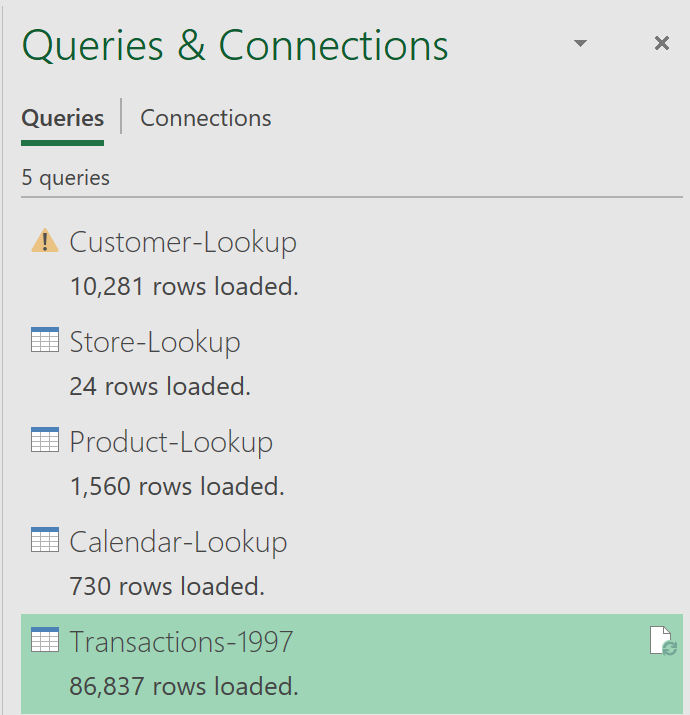 Queries & Connections
Queries | Connections
5 queries
Customer-Lookup
10,281 rows loaded.
Store-Lookup
24 rows loaded.
Product-Lookup
1,560 rows loaded.
Calendar-Lookup
730 rows loaded.
Transactions-1997
86,837 rows loaded.